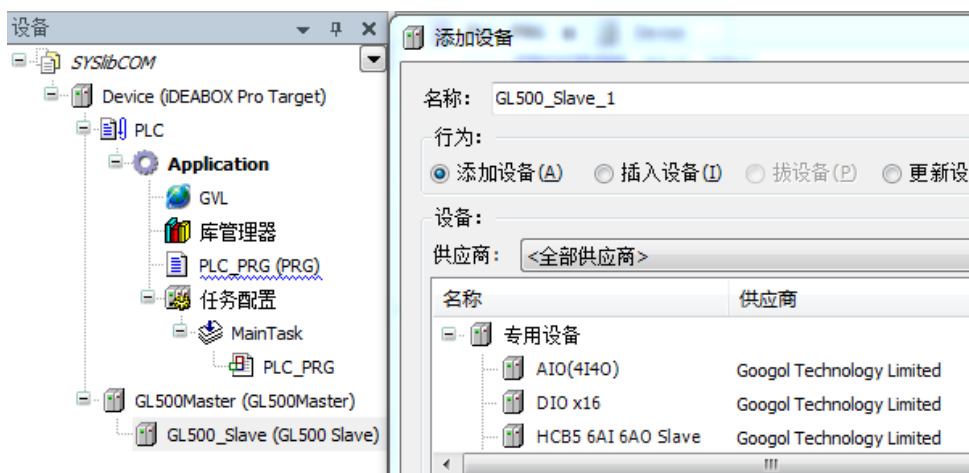 设备
SYSlibCOM
Device (iDEABOX Pro Target)
PLC
Application
GVL
库管理器
PLC_PRG (PRG)
任务配置
MainTask
PLC_PRG
GL500Master (GL500Master)
GL500_Slave (GL500 Slave)
添加设备
名称: GL500_Slave_1
行为:
添加设备(A) 插入设备(I) 拔设备(P) 更新设
设备:
供应商: <全部供应商>
名称 供应商
专用设备
AIO(4I4O) Googol Technology Limited
DIO x16 Googol Technology Limited
HCB5 6AI 6AO Slave Googol Technology Limited